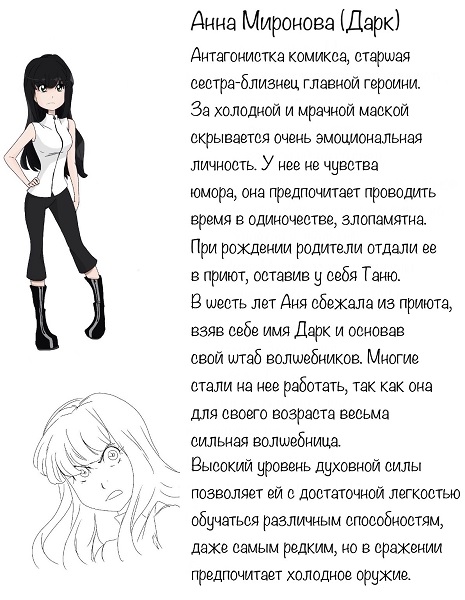 Анна Миронова (Дарк)
Антагонистка комикса, старшая
сестра-близнец главной героини.
За холодной и мрачной маской
скрывается очень эмоциональная
личность. У нее не чувства
юмора, она предпочитает проводить
время в одиночестве, злопамятна.
При рождении родители отдали ее
в приют, оставив у себя Таню.
В шесть лет Аня сбежала из приюта,
взяв себе имя Дарк и основав
свой штаб волшебников. Многие
стали на нее работать, так как она
для своего возраста весьма
сильная волшебница.
Высокий уровень духовной силы
позволяет ей с достаточной легкостью
обучаться различным способностям,
даже самым редким, но в сражении
предпочитает холодное оружие.